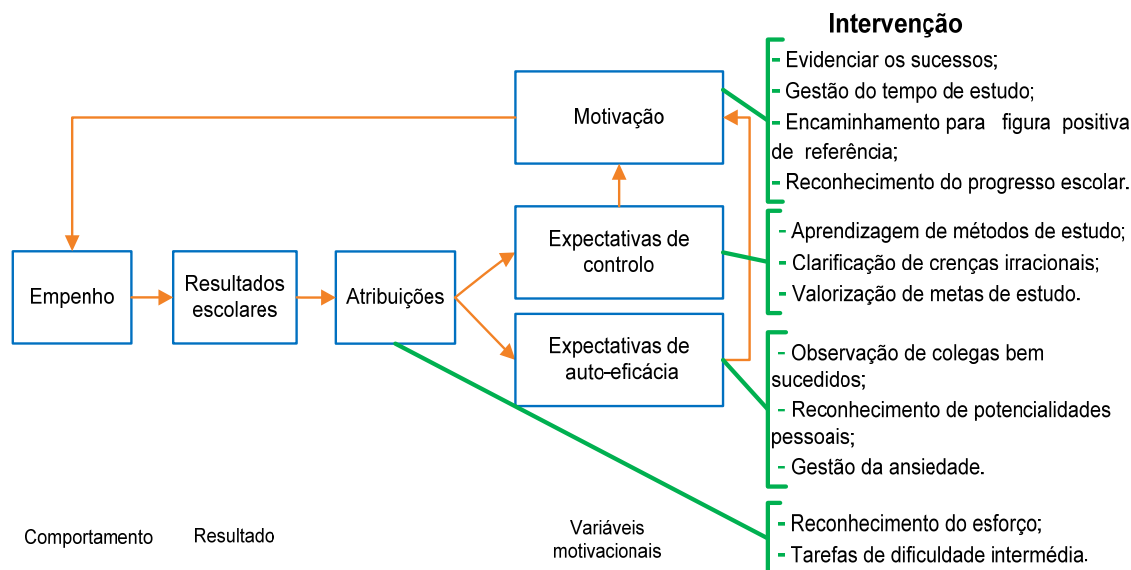 Intervenção
- Evidenciar os sucessos;
- Gestão do tempo de estudo;
- Encaminhamento para figura positiva
de referência;
- Reconhecimento do progresso escolar.
Motivação
Expectativas de
controlo
- Aprendizagem de métodos de estudo;
- Clarificação de crenças irracionais;
- Valorização de metas de estudo.
Empenho
Resultados
escolares
Atribuições
Expectativas de
auto-eficácia
- Observação de colegas bem
sucedidos;
- Reconhecimento de potencialidades
pessoais;
- Gestão da ansiedade.
- Reconhecimento do esforço;
- Tarefas de dificuldade intermédia.
Comportamento
Resultado
Variáveis
motivacionais